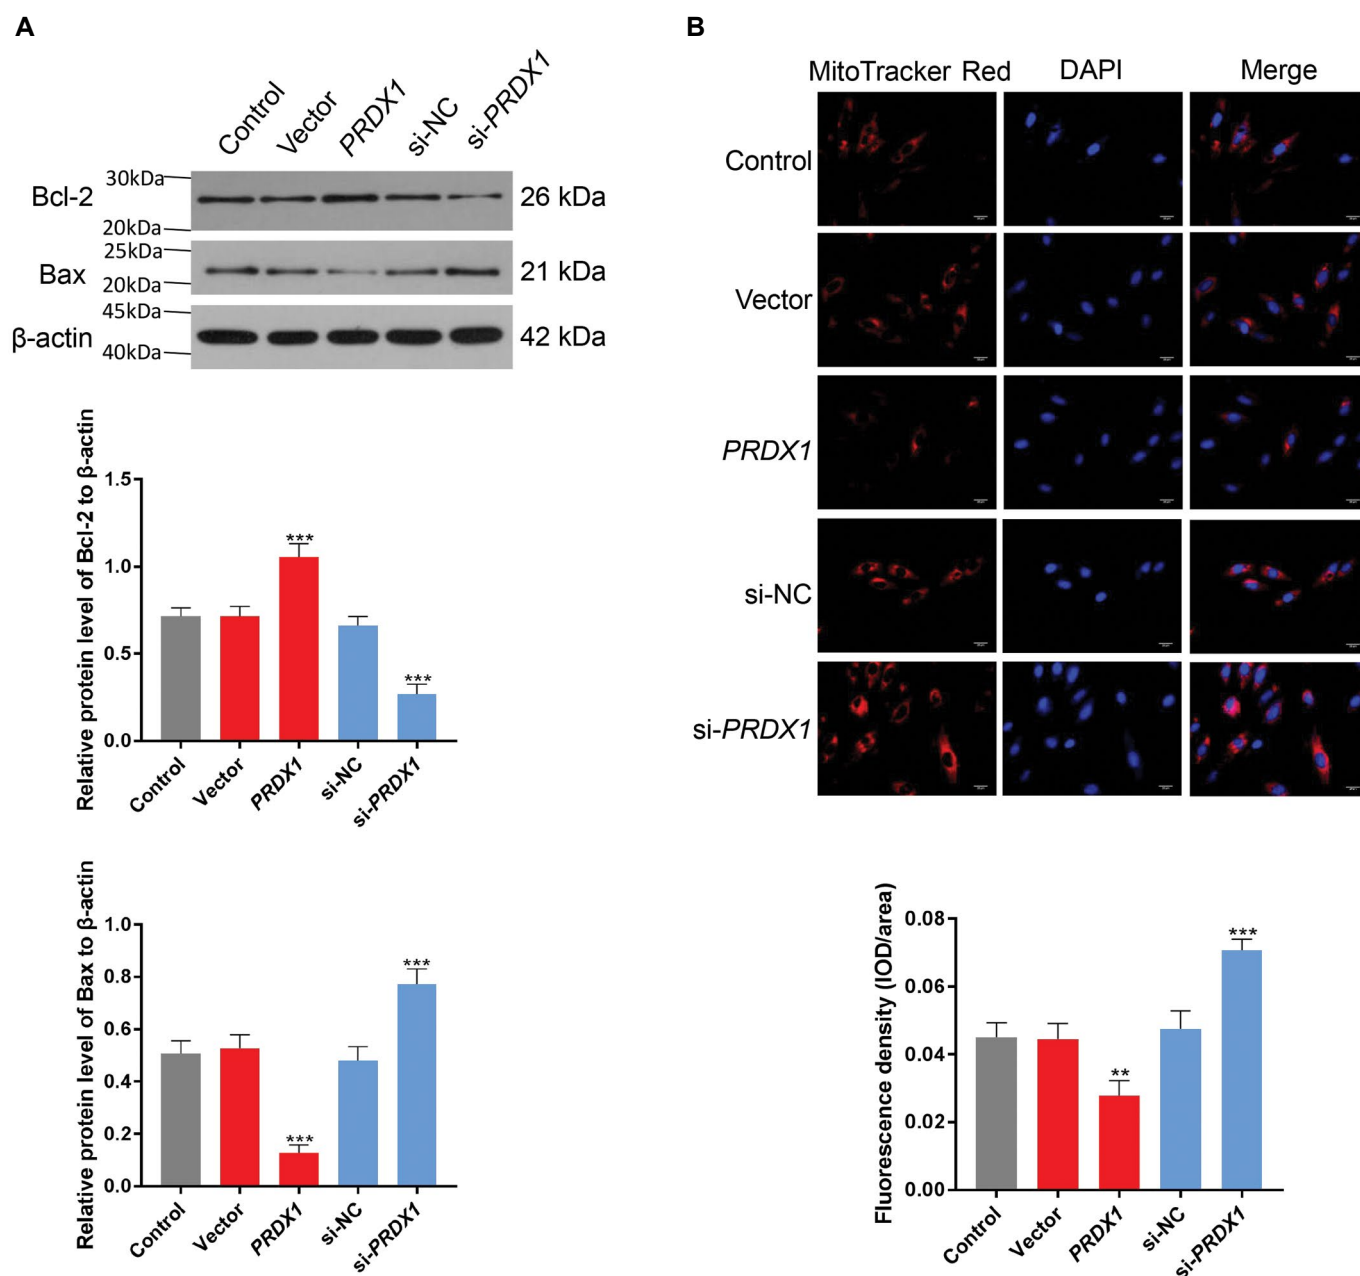 A
Control
Vector
PRDX1
si-NC
si-PRDX1
30kDa
Bcl-2
26 kDa
20kDa
25kDa
Bax
21 kDa
20kDa
45kDa
β-actin
42 kDa
40kDa
Relative protein level of Bcl-2 to β-actin
1.5
1.0
0.5
0.0
***
***
Control
Vector
PRDX1
si-NC
si-PRDX1
Relative protein level of Bax to β-actin
1.0
0.8
0.6
0.4
0.2
0.0
***
***
Control
Vector
PRDX1
si-NC
si-PRDX1
B
MitoTracker Red DAPI Merge
Control
Vector
PRDX1
si-NC
si-PRDX1
Fluorescence density (IOD/area)
0.08
0.06
0.04
0.02
0.00
**
***
Control
Vector
PRDX1
si-NC
si-PRDX1